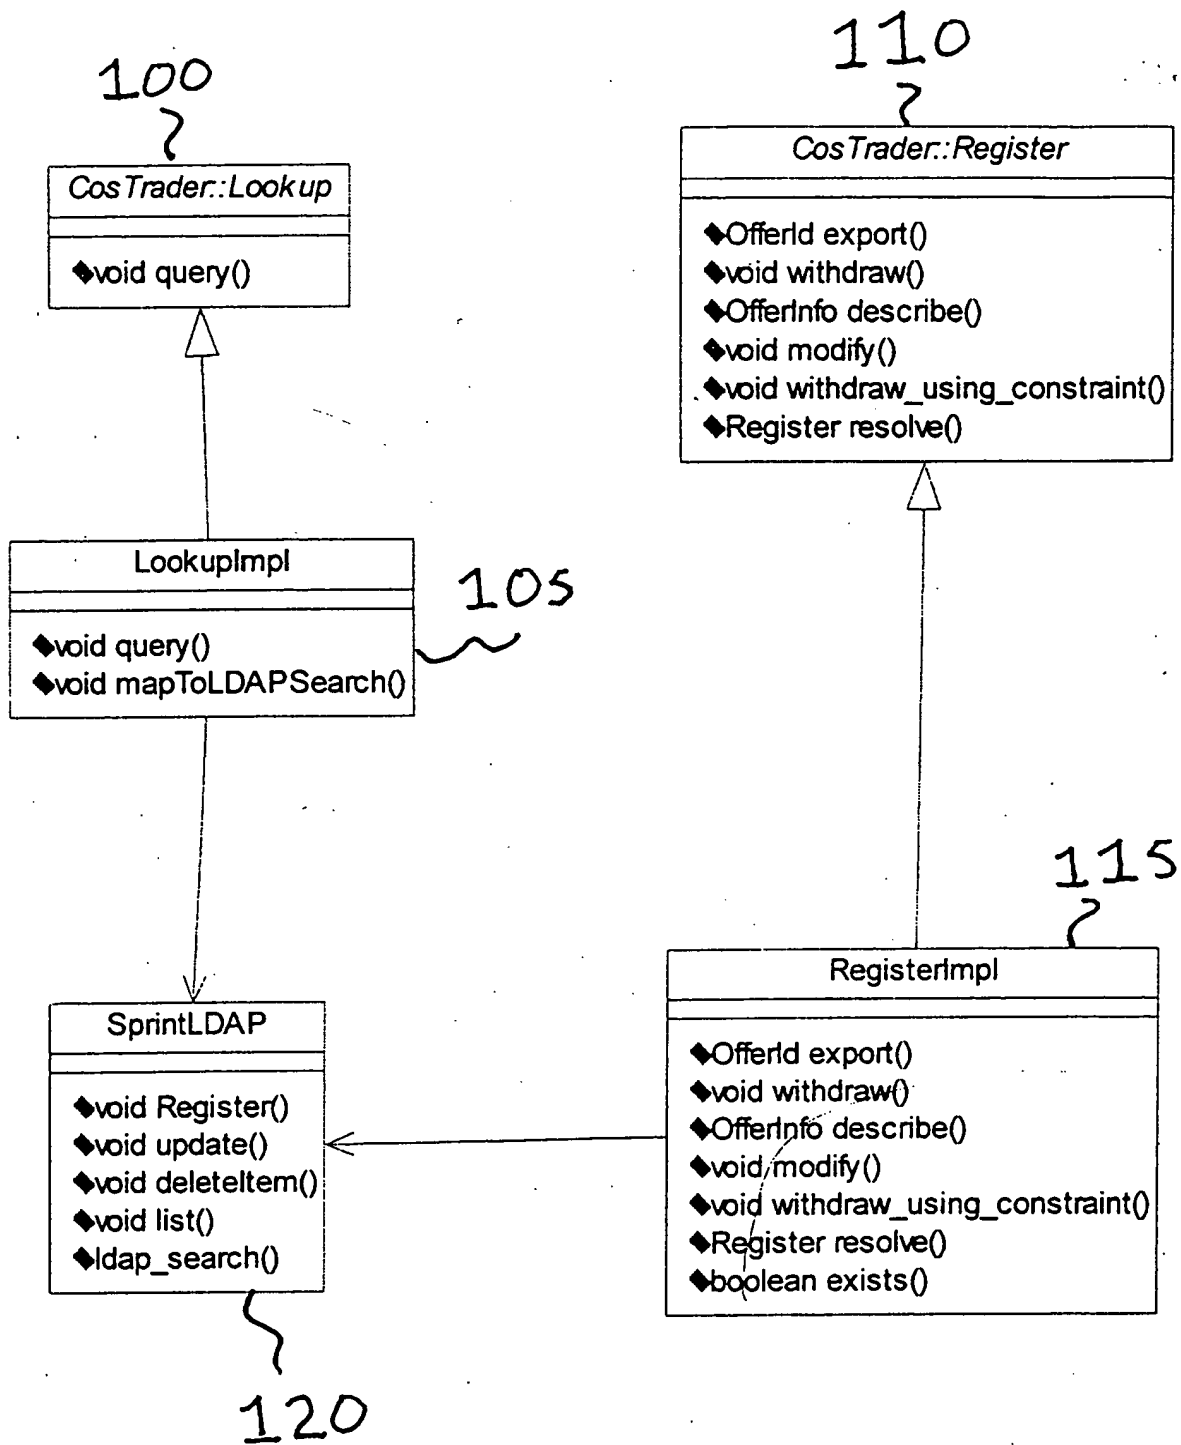 100
CosTrader::Lookup
void query()
110
CosTrader::Register
OfferId export()
void withdraw()
OfferInfo describe()
void modify()
void withdraw_using_constraint()
Register resolve()
LookupImpl
void query()
void mapToLDAPSearch()
105
SprintLDAP
void Register()
void update()
void deleteItem()
void list()
ldap_search()
120
115
RegisterImpl
OfferId export()
void withdraw()
OfferInfo describe()
void modify()
void withdraw_using_constraint()
Register resolve()
boolean exists()